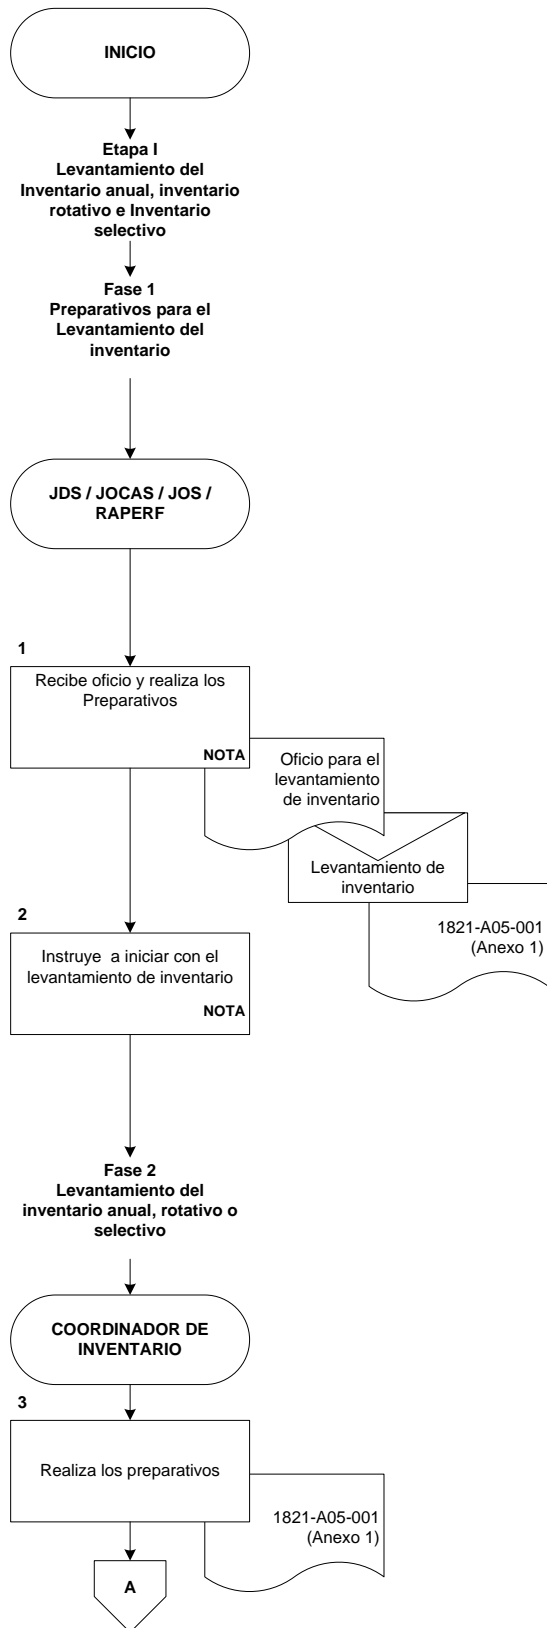 INICIO
Etapa I
Levantamiento del
Inventario anual, inventario
rotativo e Inventario
selectivo
Fase 1
Preparativos para el
Levantamiento del
inventario
JDS / JOCAS / JOS /
RAPERF
1
Recibe oficio y realiza los
Preparativos
NOTA
Oficio para el
levantamiento
de inventario
Levantamiento de
inventario
1821-A05-001
(Anexo 1)
2
Instruye a iniciar con el
levantamiento de inventario
NOTA
Fase 2
Levantamiento del
inventario anual, rotativo o
selectivo
COORDINADOR DE
INVENTARIO
3
Realiza los preparativos
1821-A05-001
(Anexo 1)
A